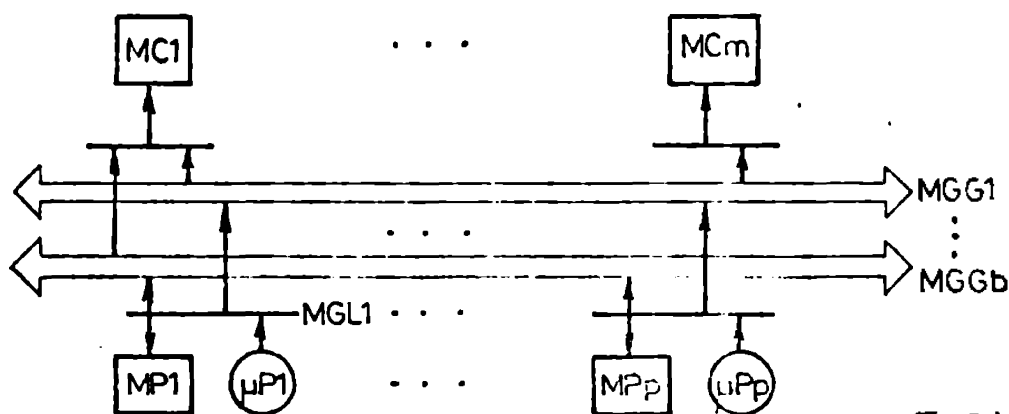 MC1 . . . MCm
MGG1
. . .
MGGb
MGL1 . . .
MP1 µP1 . . . MPp µPp